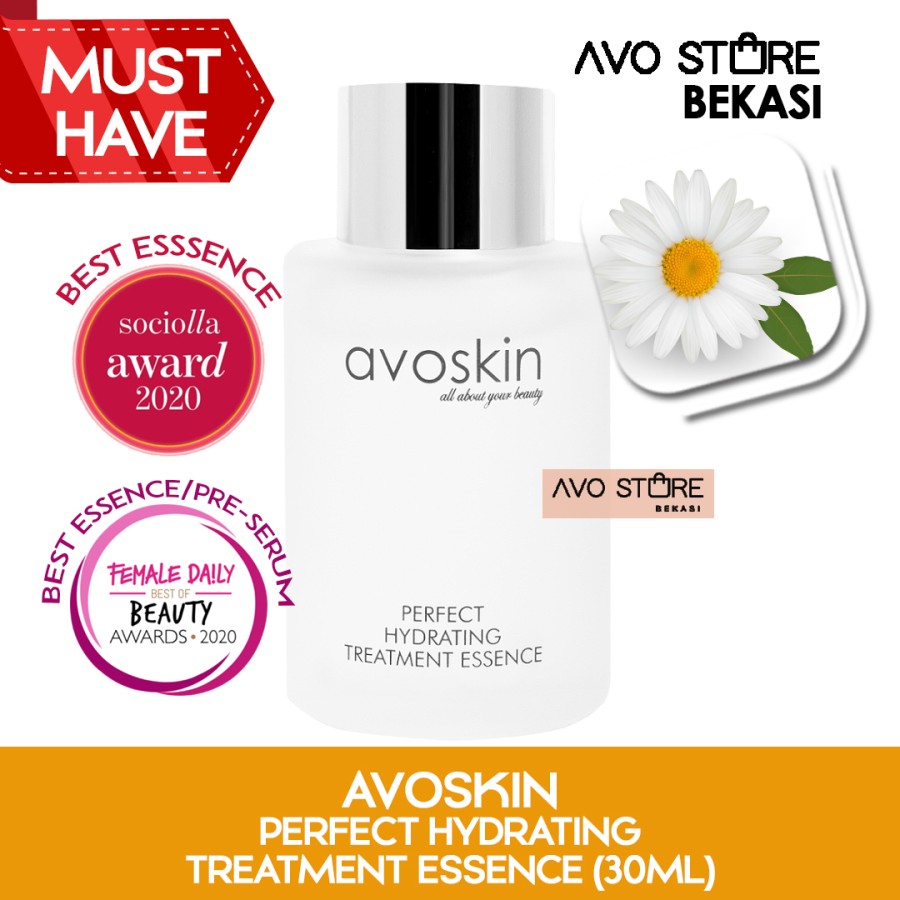 MUST
HAVE
AVO STORE
BEKASI
BEST ESSSENCE
sociolla
award
2020
BEST ESSENCE/PRE-SERUM
FEMALE DA!LY
BEST OF
BEAUTY
AWARDS • 2020
avoskin
all about your beauty
AVO STORE
BEKASI
PERFECT
HYDRATING
TREATMENT ESSENCE
AVOSKIN
PERFECT HYDRATING
TREATMENT ESSENCE (30ML)